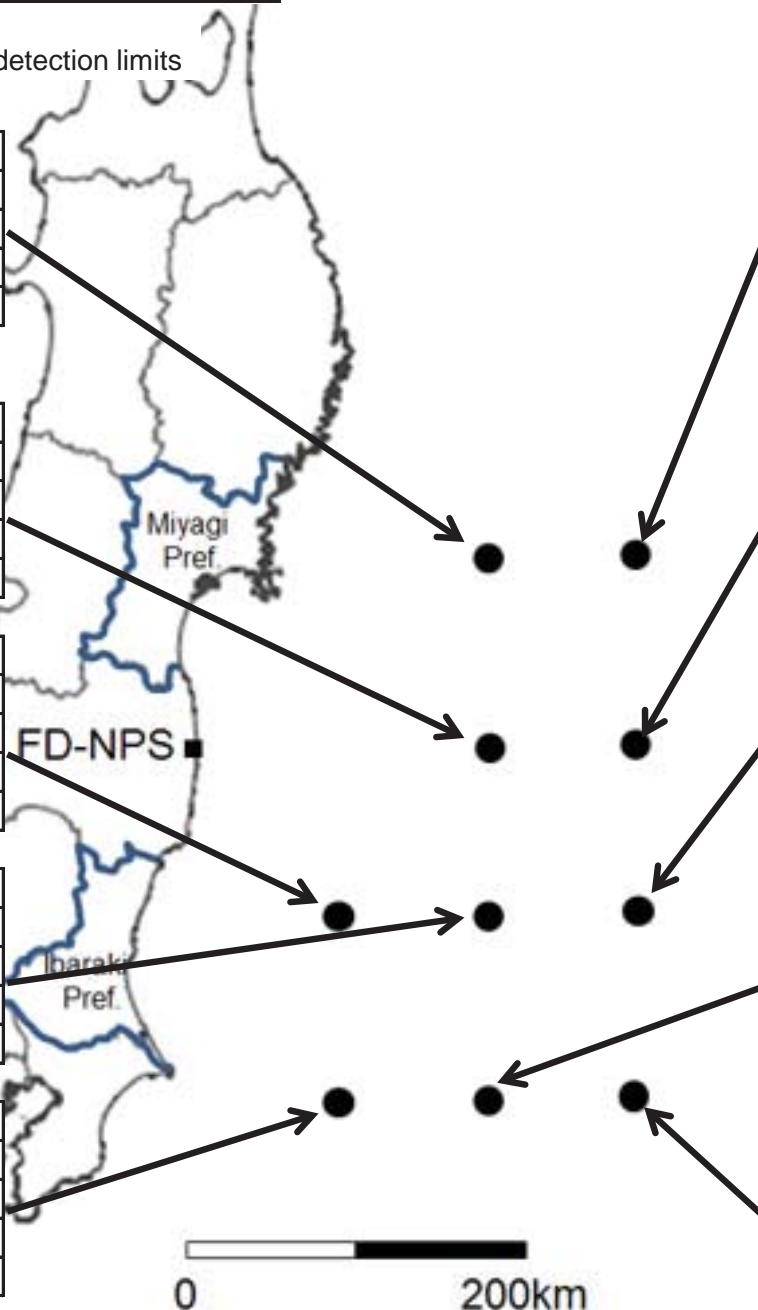 detection limits
Miyagi
Pref.
FD-NPS
Ibaraki
Pref.
0 200km